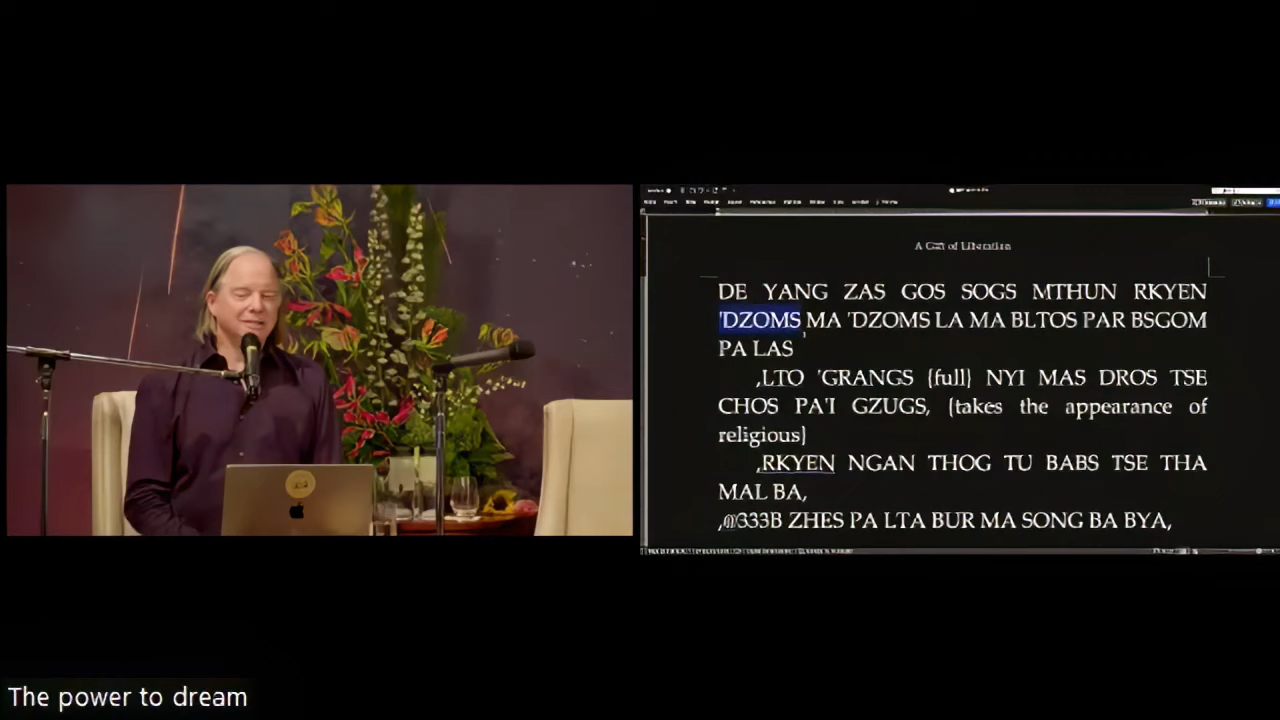 A Gift of Liberation
DE YANG ZAS GOS SOGS MTHUN RKYEN
'DZOMS MA 'DZOMS LA MA BLTOS PAR BSGOM
PA LAS
,LTO 'GRANGS (full) NYI MAS DROS TSE
CHOS PA'I GZUGS, (takes the appearance of
religious)
,RKYEN NGAN THOG TU BABS TSE THA
MAL BA,
,@333B ZHES PA LTA BUR MA SONG BA BYA,
The power to dream